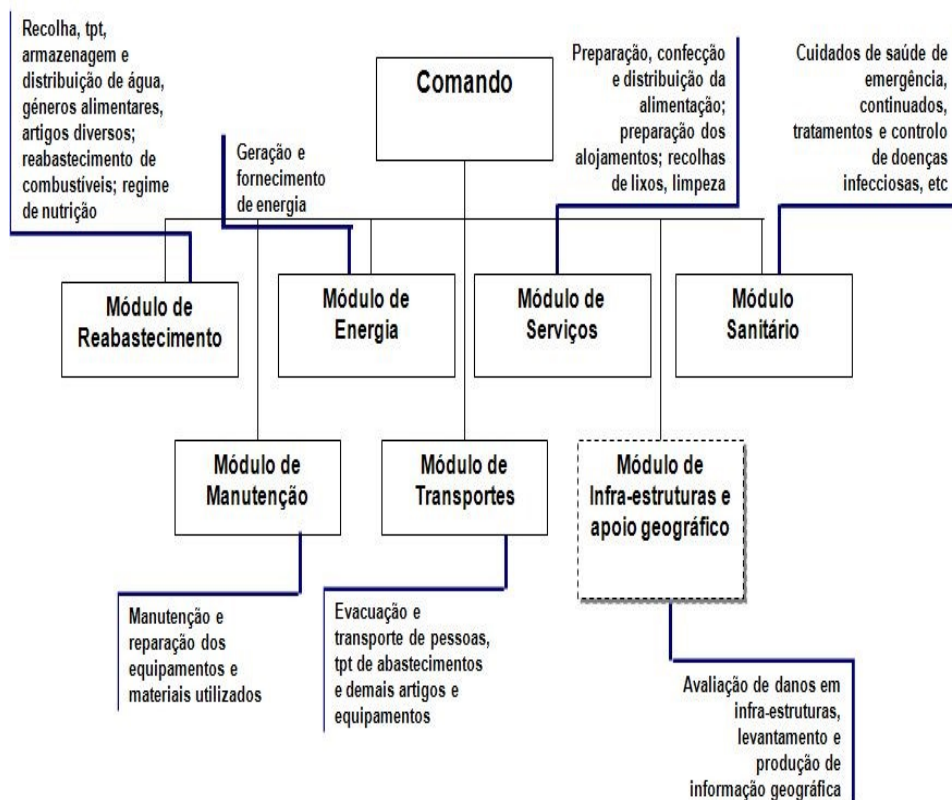 Recolha, tpt,
armazenagem e
distribuição de água,
géneros alimentares,
artigos diversos;
reabastecimento de
combustíveis; regime
de nutrição
Comando
Geração e
fornecimento
de energia
Preparação, confecção
e distribuição da
alimentação;
preparação dos
alojamentos; recolhas
de lixos, limpeza
Cuidados de saúde de
emergência,
continuados,
tratamentos e controlo
de doenças
infecciosas, etc
Módulo de
Reabastecimento
Módulo de
Energia
Módulo de
Serviços
Módulo
Sanitário
Módulo de
Manutenção
Módulo de
Transportes
Módulo de
Infra-estruturas e
apoio geográfico
Manutenção e
reparação dos
equipamentos e
materiais utilizados
Evacuação e
transporte de pessoas,
tpt de abastecimentos
e demais artigos e
equipamentos
Avaliação de danos em
infra-estruturas,
levantamento e
produção de
informação geográfica